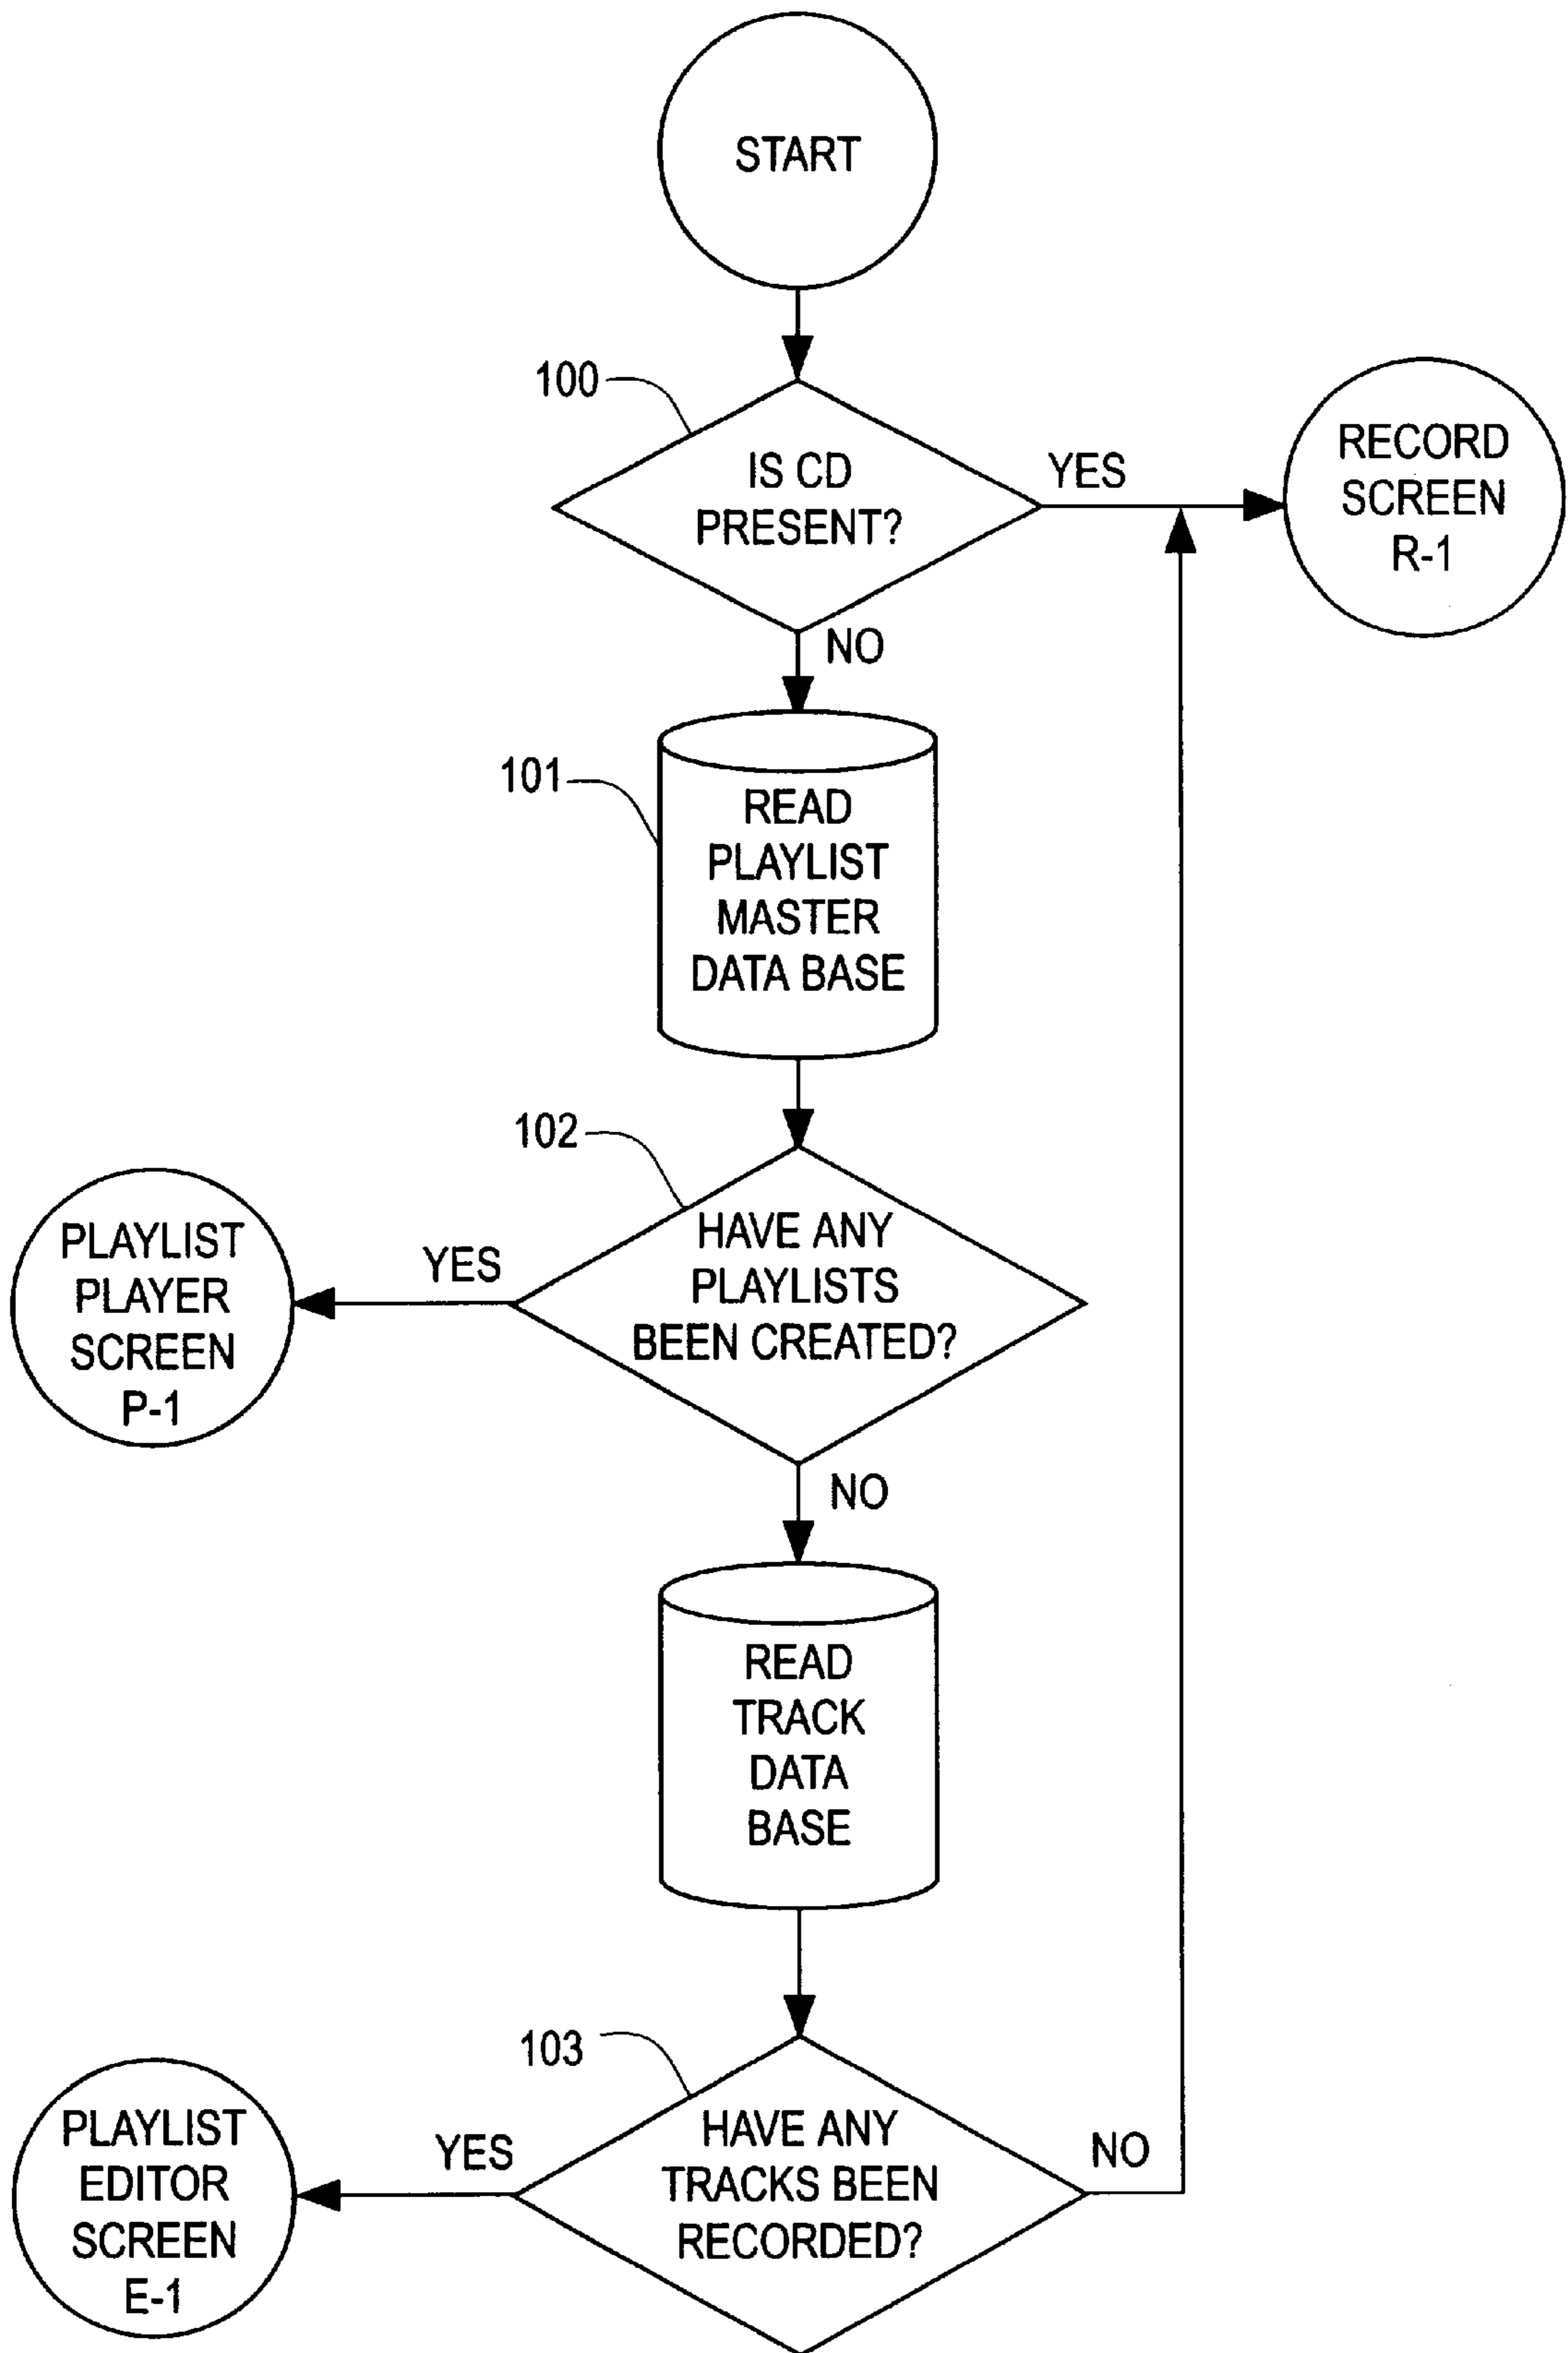 START
100
IS CD
PRESENT?
YES
RECORD
SCREEN
R-1
NO
101
READ
PLAYLIST
MASTER
DATA BASE
102
HAVE ANY
PLAYLISTS
BEEN CREATED?
YES
PLAYLIST
PLAYER
SCREEN
P-1
NO
READ
TRACK
DATA
BASE
103
HAVE ANY
TRACKS BEEN
RECORDED?
YES
NO
PLAYLIST
EDITOR
SCREEN
E-1